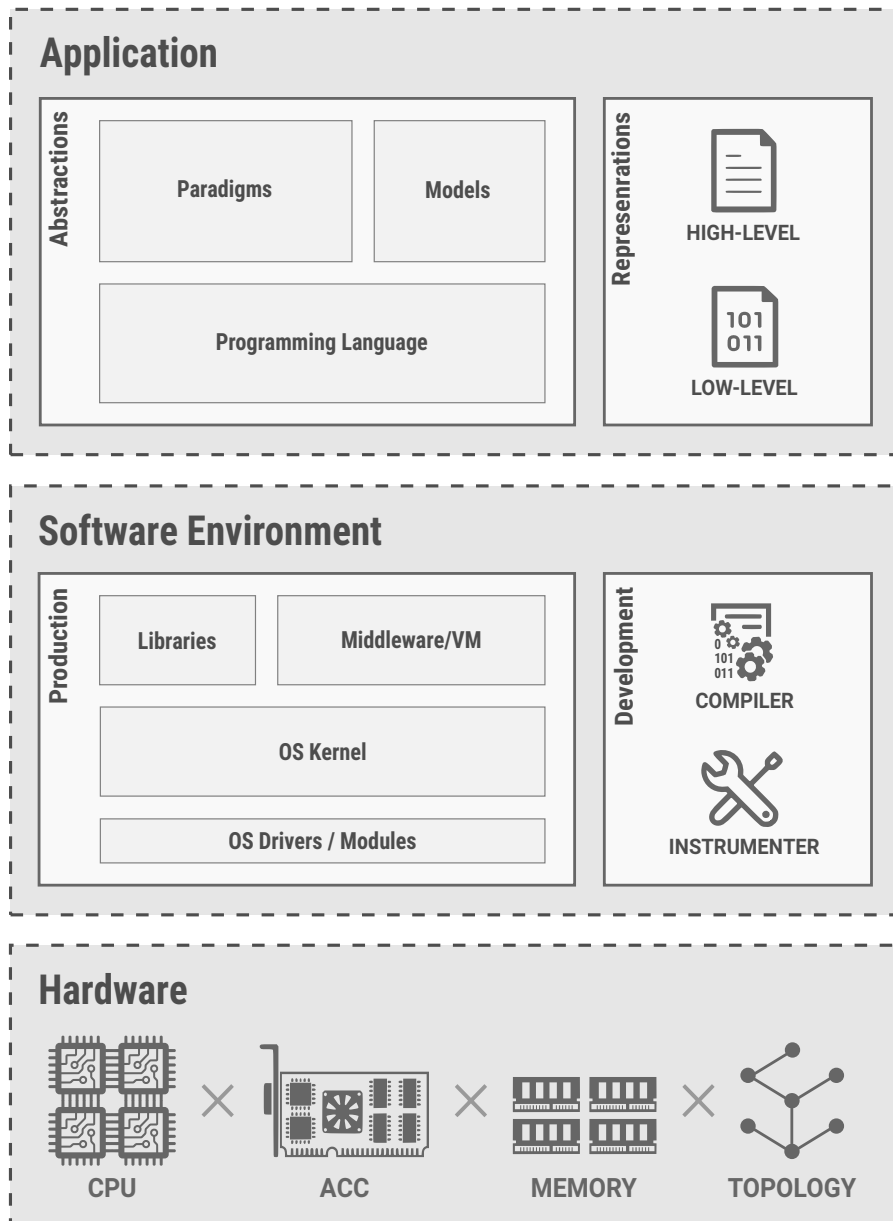 Application
Abstractions
Paradigms
Models
Programming Language
Represenrations
HIGH-LEVEL
101
011
LOW-LEVEL
Software Environment
Production
Libraries
Middleware/VM
OS Kernel
OS Drivers / Modules
Development
0
101
011
COMPILER
INSTRUMENTER
Hardware
CPU
ACC
MEMORY
TOPOLOGY